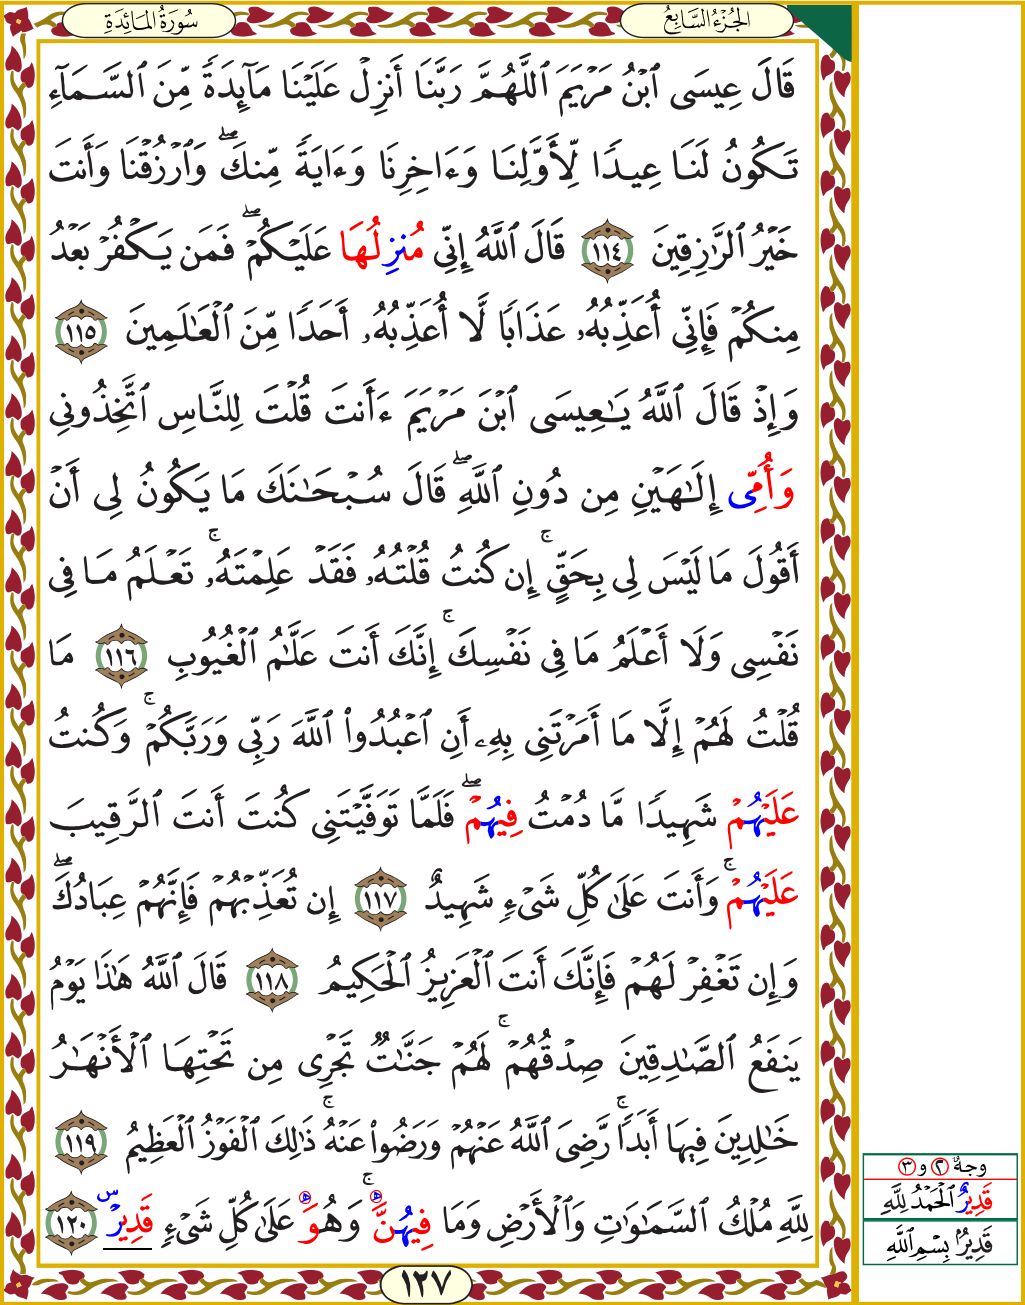 الجُزْءُ السَّابِعُ
سُورَةُ المَائِدَةِ
قَالَ عِيسَى ٱبۡنُ مَرۡيَمَ ٱللَّهُمَّ رَبَّنَآ أَنزِلۡ عَلَيۡنَا مَآئِدَةٗ مِّنَ ٱلسَّمَآءِ
تَكُونُ لَنَا عِيدٗا لِّأَوَّلِنَا وَءَاخِرِنَا وَءَايَةٗ مِّنكَۖ وَٱرۡزُقۡنَا وَأَنتَ
خَيۡرُ ٱلرَّٰزِقِينَ ١١٤ قَالَ ٱللَّهُ إِنِّي مُنزِلُهَا عَلَيۡكُمۡۖ فَمَن يَكۡفُرۡ بَعۡدُ
مِنكُمۡ فَإِنِّيٓ أُعَذِّبُهُۥ عَذَابٗا لَّآ أُعَذِّبُهُۥٓ أَحَدٗا مِّنَ ٱلۡعَٰلَمِينَ ١١٥
وَإِذۡ قَالَ ٱللَّهُ يَٰعِيسَى ٱبۡنَ مَرۡيَمَ ءَأَنتَ قُلۡتَ لِلنَّاسِ ٱتَّخِذُونِي
وَأُمِّي إِلَٰهَيۡنِ مِن دُونِ ٱللَّهِۖ قَالَ سُبۡحَٰنَكَ مَا يَكُونُ لِيٓ أَنۡ
أَقُولَ مَا لَيۡسَ لِي بِحَقٍّۚ إِن كُنتُ قُلۡتُهُۥ فَقَدۡ عَلِمۡتَهُۥۚ تَعۡلَمُ مَا فِي
نَفۡسِي وَلَآ أَعۡلَمُ مَا فِي نَفۡسِكَۚ إِنَّكَ أَنتَ عَلَّٰمُ ٱلۡغُيُوبِ ١١٦ مَا
قُلۡتُ لَهُمۡ إِلَّا مَآ أَمَرۡتَنِي بِهِۦٓ أَنِ ٱعۡبُدُواْ ٱللَّهَ رَبِّي وَرَبَّكُمۡۚ وَكُنتُ
عَلَيۡهُمۡ شَهِيدٗا مَّا دُمۡتُ فِيهُمۡۖ فَلَمَّا تَوَفَّيۡتَنِي كُنتَ أَنتَ ٱلرَّقِيبَ
عَلَيۡهُمۡۚ وَأَنتَ عَلَىٰ كُلِّ شَيۡءٖ شَهِيدٌ ١١٧ إِن تُعَذِّبۡهُمۡ فَإِنَّهُمۡ عِبَادُكَۖ
وَإِن تَغۡفِرۡ لَهُمۡ فَإِنَّكَ أَنتَ ٱلۡعَزِيزُ ٱلۡحَكِيمُ ١١٨ قَالَ ٱللَّهُ هَٰذَا يَوۡمُ
يَنفَعُ ٱلصَّٰدِقِينَ صِدۡقُهُمۡۚ لَهُمۡ جَنَّٰتٞ تَجۡرِي مِن تَحۡتِهَا ٱلۡأَنۡهَٰرُ
خَٰلِدِينَ فِيهَآ أَبَدٗاۚ رَّضِيَ ٱللَّهُ عَنۡهُمۡ وَرَضُواْ عَنۡهُۚ ذَٰلِكَ ٱلۡفَوۡزُ ٱلۡعَظِيمُ ١١٩
لِلَّهِ مُلۡكُ ٱلسَّمَٰوَٰتِ وَٱلۡأَرۡضِ وَمَا فِيهُنَّۚ وَهُوَ عَلَىٰ كُلِّ شَيۡءٖ قَدِيرٌ ١٢٠
وجهٌ ٢ و ٣
قَدِيرٌ ٱلۡحَمۡدُ لِلَّهِ
قَدِيرٌ بِسۡمِ ٱللَّهِ
١٢٧